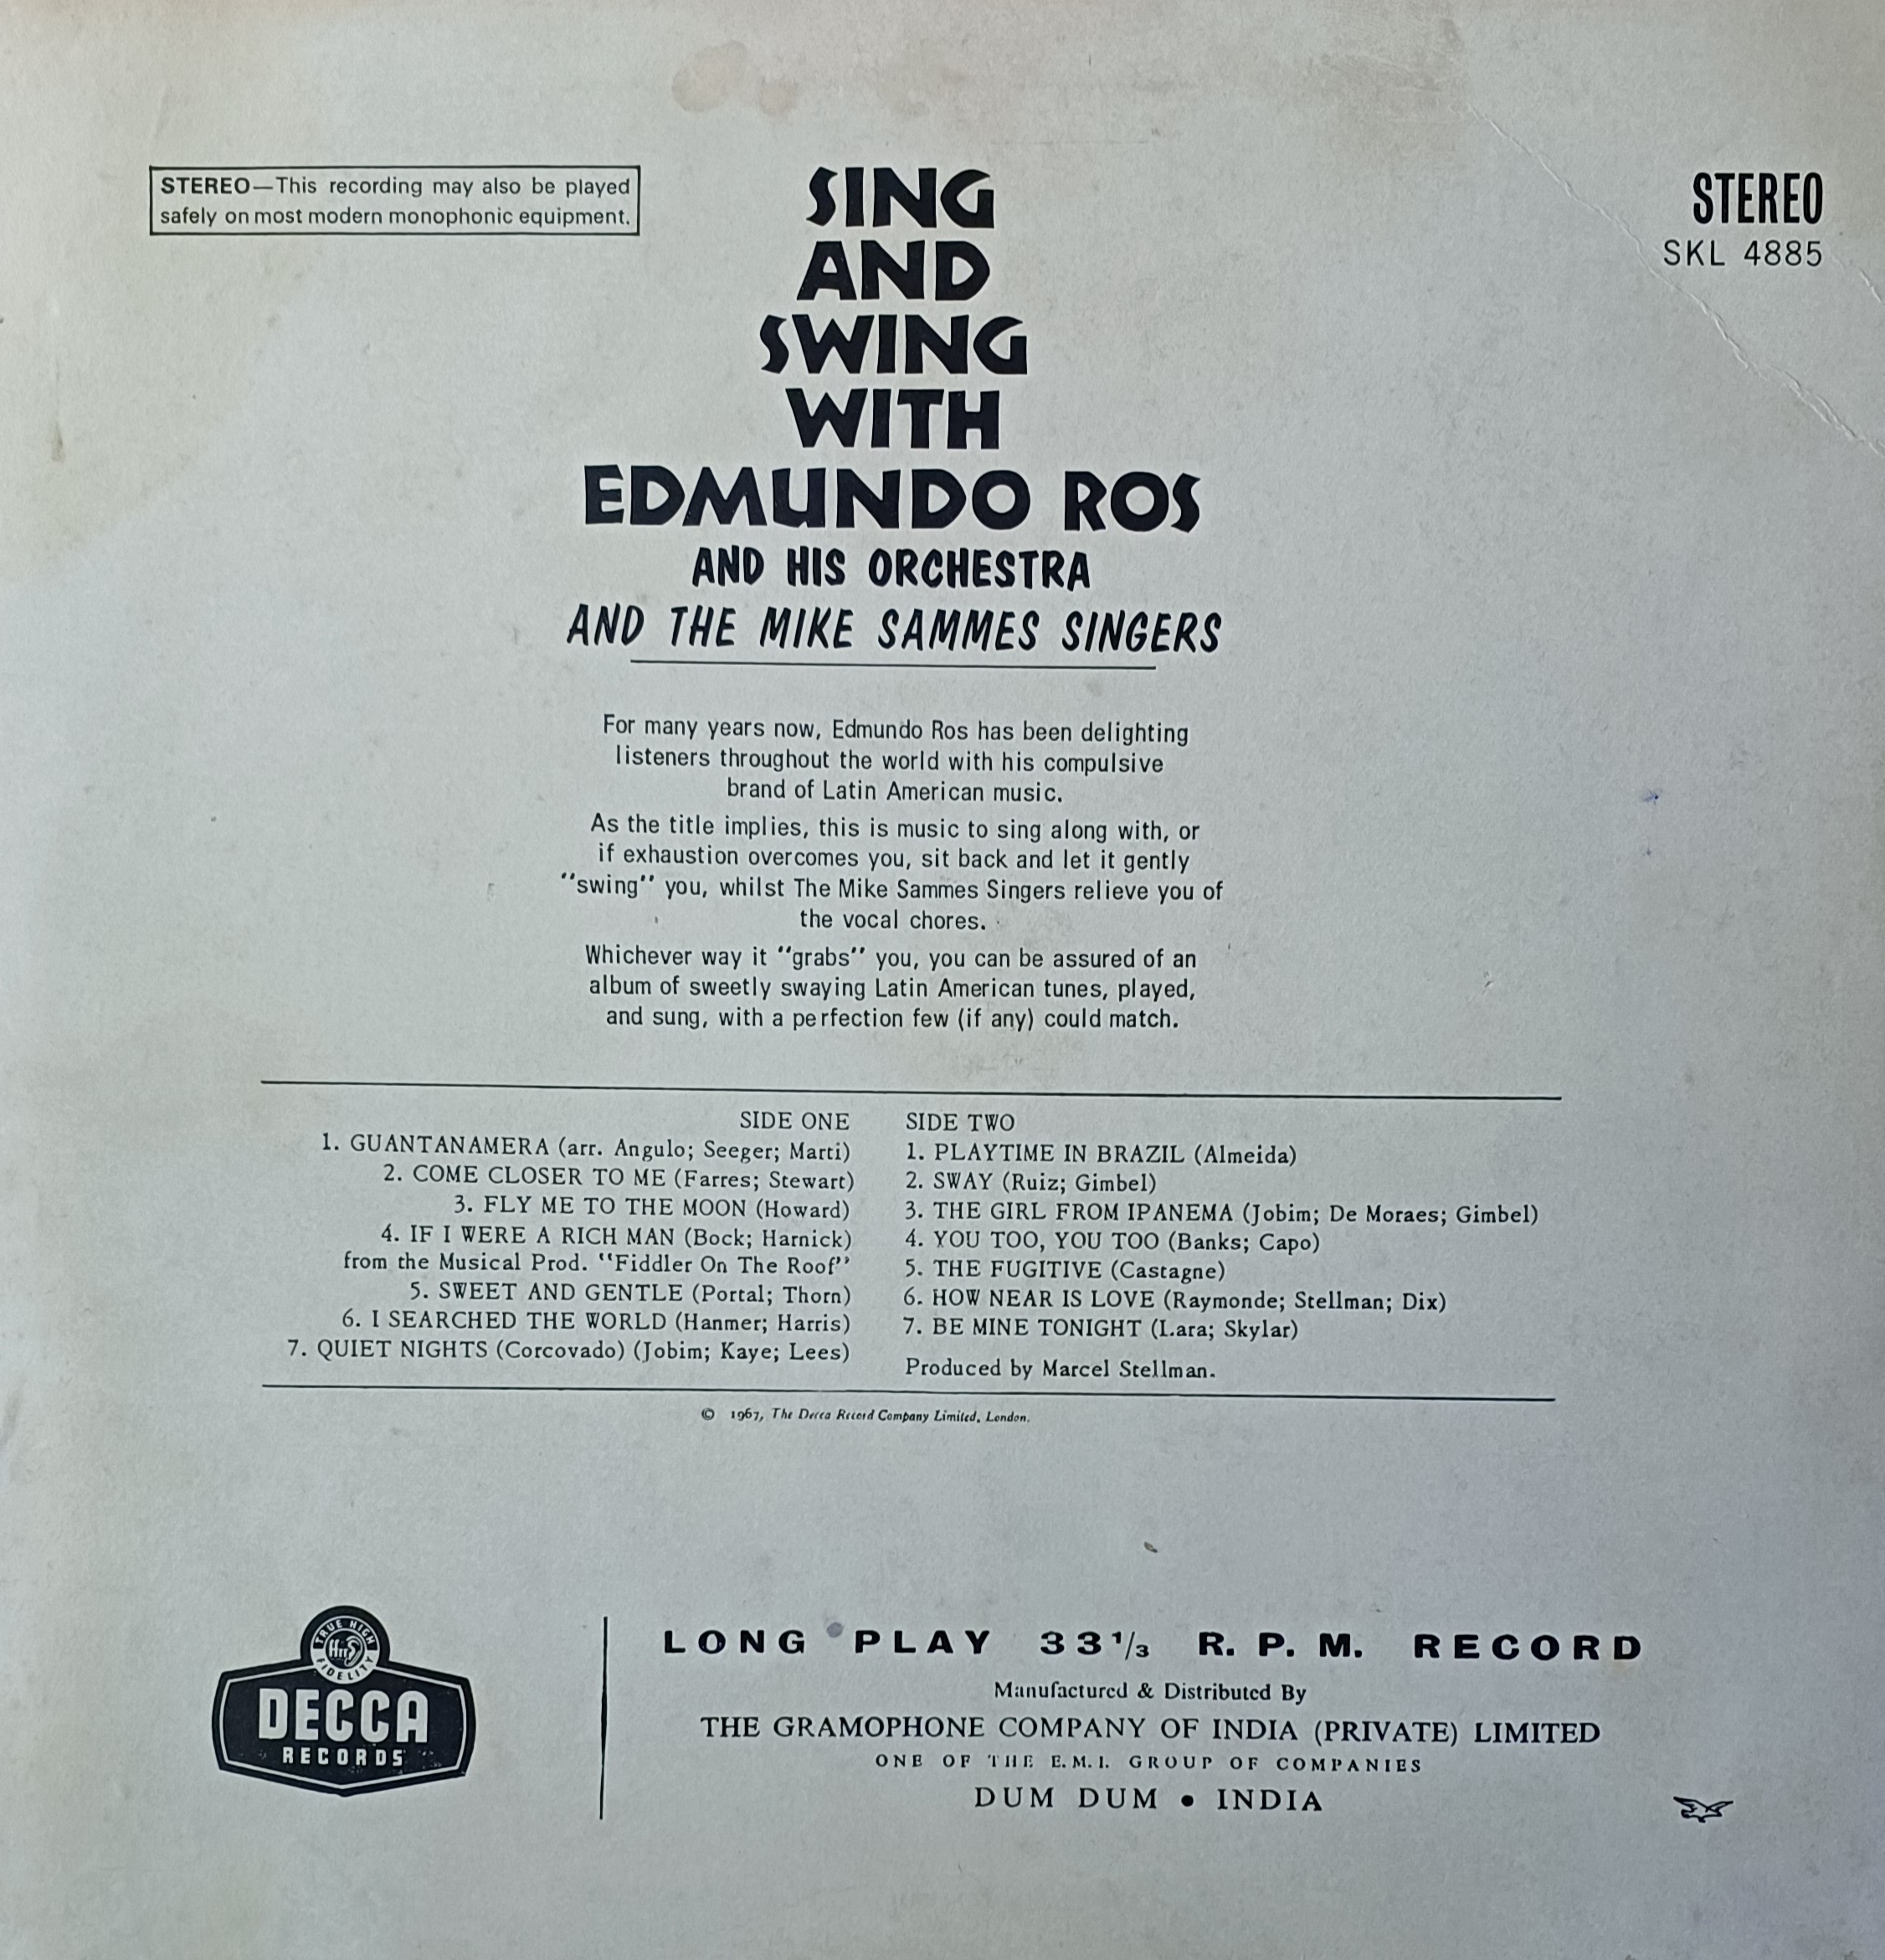 STEREO—This recording may also be played
safely on most modern monophonic equipment.
STEREO
SKL 4885
SING
AND
SWING
WITH
EDMUNDO ROS
AND HIS ORCHESTRA
AND THE MIKE SAMMES SINGERS
For many years now, Edmundo Ros has been delighting
listeners throughout the world with his compulsive
brand of Latin American music.
As the title implies, this is music to sing along with, or
if exhaustion overcomes you, sit back and let it gently
“swing” you, whilst The Mike Sammes Singers relieve you of
the vocal chores.
Whichever way it “grabs” you, you can be assured of an
album of sweetly swaying Latin American tunes, played,
and sung, with a perfection few (if any) could match.
SIDE ONE
1. GUANTANAMERA (arr. Angulo; Seeger; Marti)
2. COME CLOSER TO ME (Farres; Stewart)
3. FLY ME TO THE MOON (Howard)
4. IF I WERE A RICH MAN (Bock; Harnick)
from the Musical Prod. “Fiddler On The Roof”
5. SWEET AND GENTLE (Portal; Thorn)
6. I SEARCHED THE WORLD (Hanmer; Harris)
7. QUIET NIGHTS (Corcovado) (Jobim; Kaye; Lees)
SIDE TWO
1. PLAYTIME IN BRAZIL (Almeida)
2. SWAY (Ruiz; Gimbel)
3. THE GIRL FROM IPANEMA (Jobim; De Moraes; Gimbel)
4. YOU TOO, YOU TOO (Banks; Capo)
5. THE FUGITIVE (Castagne)
6. HOW NEAR IS LOVE (Raymonde; Stellman; Dix)
7. BE MINE TONIGHT (Lara; Skylar)
Produced by Marcel Stellman.
© 1967, The Decca Record Company Limited, London.
TRUE HIGH
FIDELITY
DECCA
RECORDS
LONG PLAY 33 1/3 R. P. M. RECORD
Manufactured & Distributed By
THE GRAMOPHONE COMPANY OF INDIA (PRIVATE) LIMITED
ONE OF THE E.M.I. GROUP OF COMPANIES
DUM DUM • INDIA